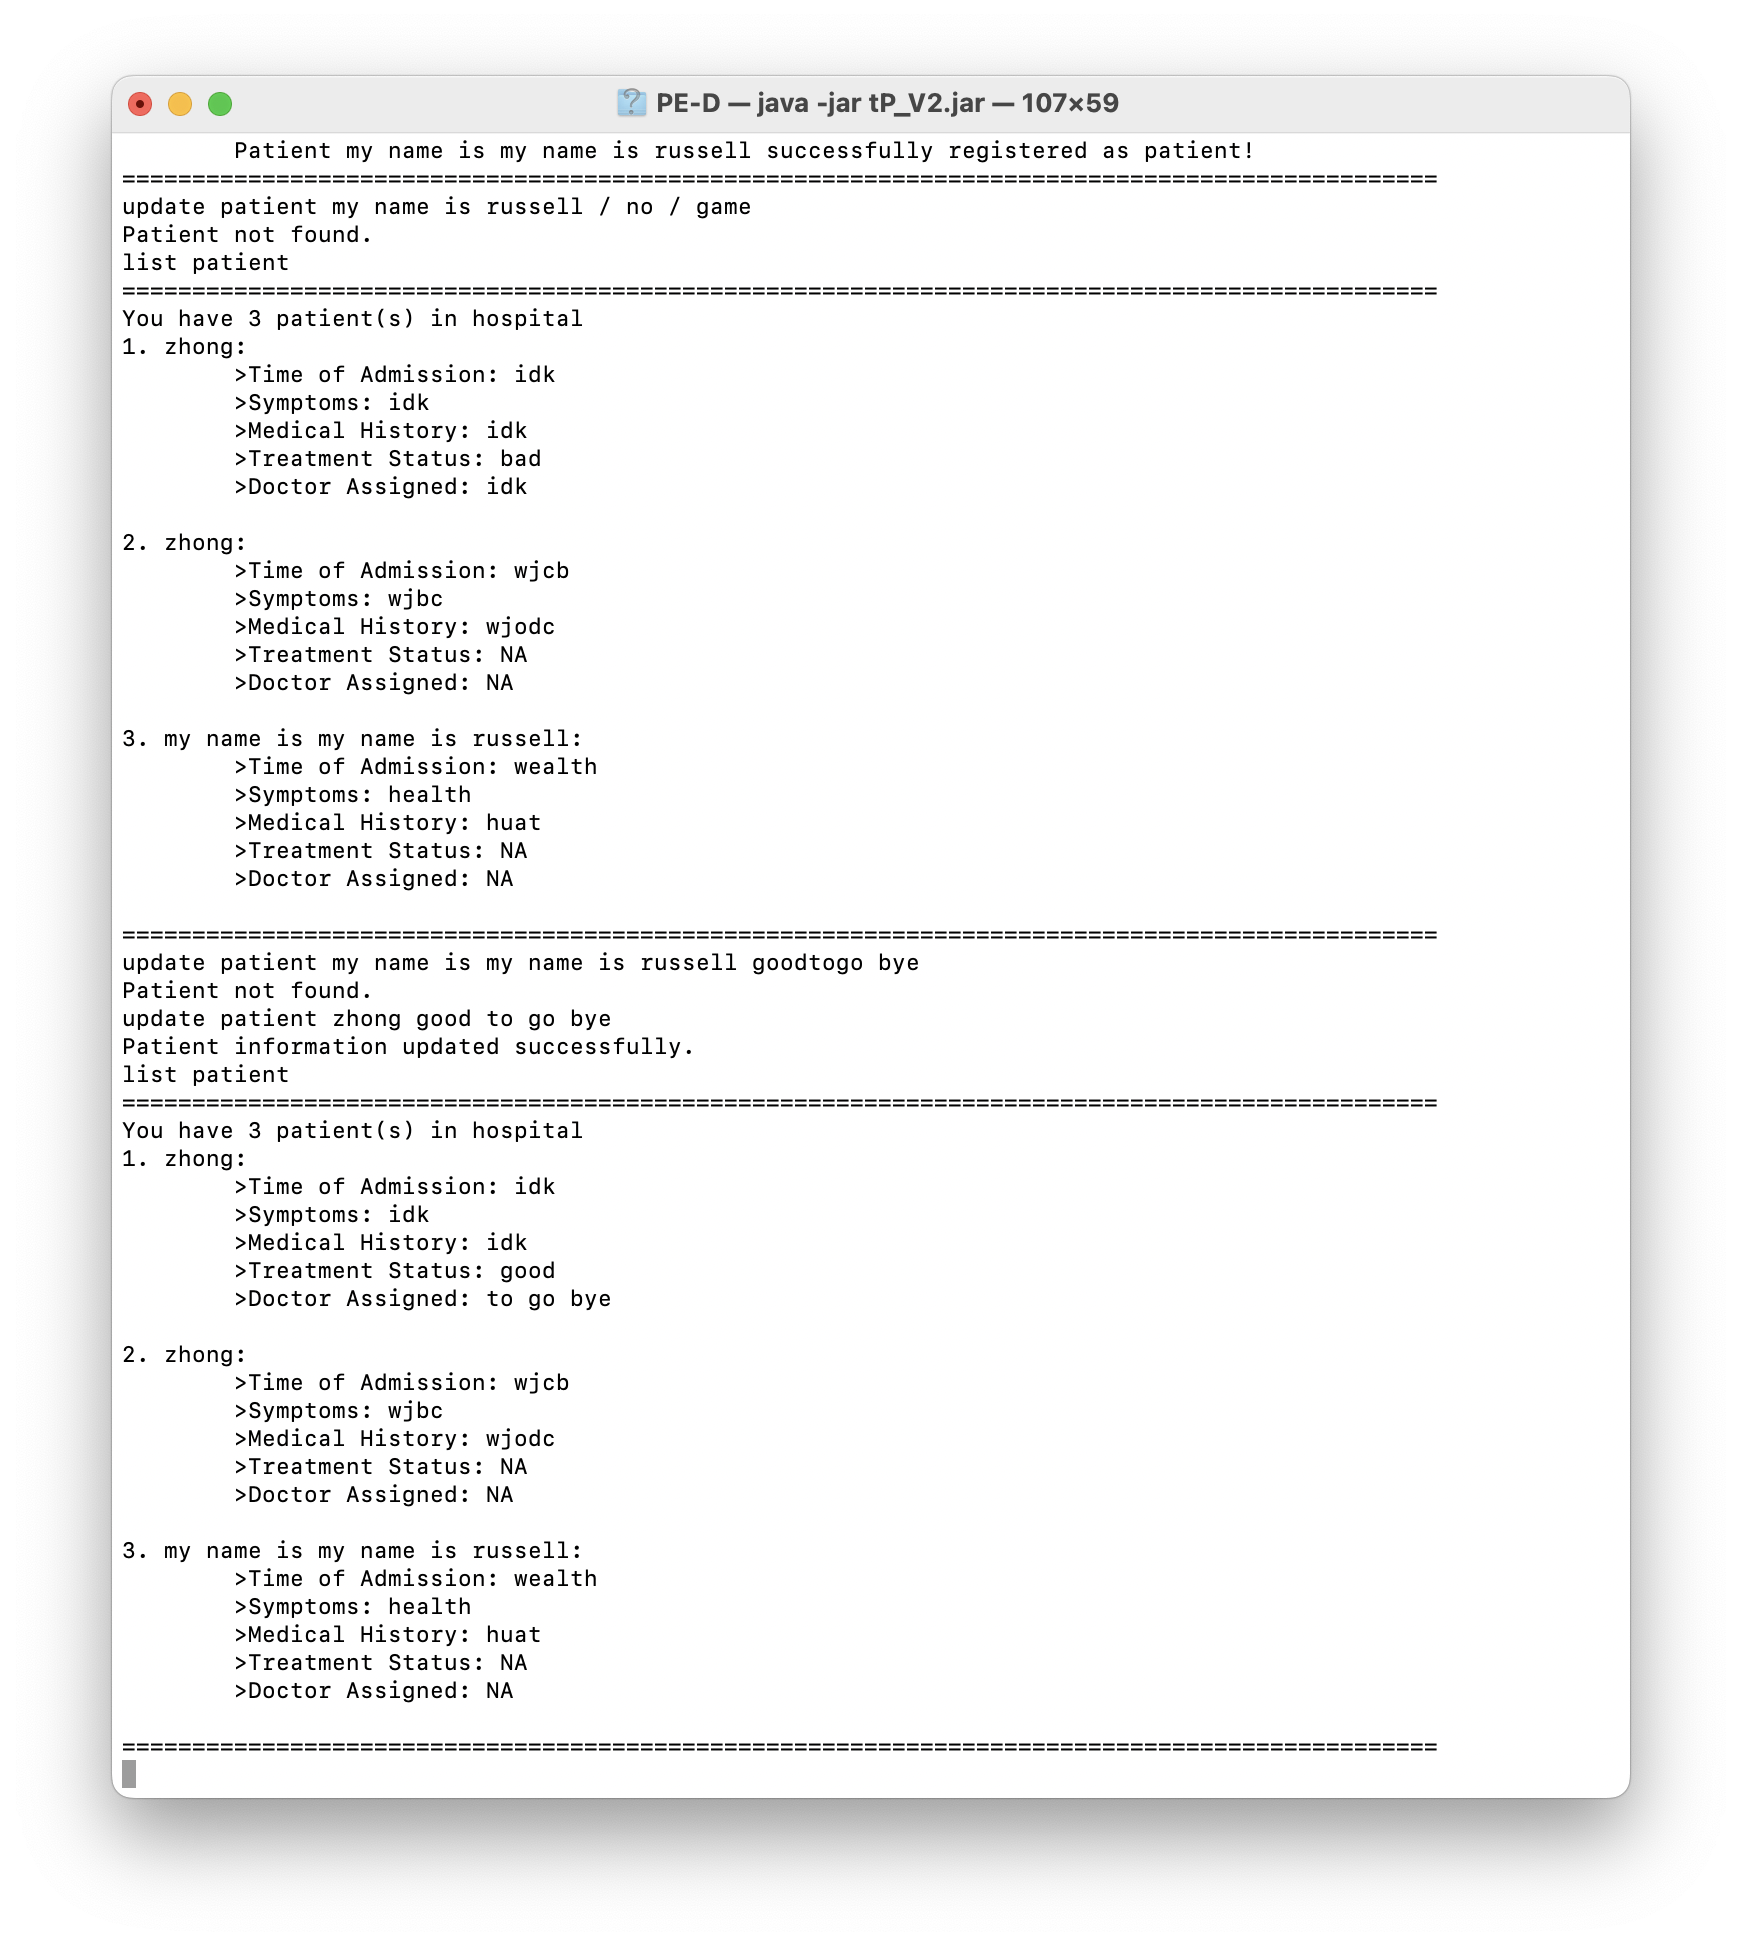 PE-D — java -jar tP_V2.jar — 107×59
Patient my name is my name is russell successfully registered as patient!
==============================================================================================
update patient my name is russell / no / game
Patient not found.
list patient
==============================================================================================
You have 3 patient(s) in hospital
1. zhong:
>Time of Admission: idk
>Symptoms: idk
>Medical History: idk
>Treatment Status: bad
>Doctor Assigned: idk
2. zhong:
>Time of Admission: wjcb
>Symptoms: wjbc
>Medical History: wjodc
>Treatment Status: NA
>Doctor Assigned: NA
3. my name is my name is russell:
>Time of Admission: wealth
>Symptoms: health
>Medical History: huat
>Treatment Status: NA
>Doctor Assigned: NA
==============================================================================================
update patient my name is my name is russell goodtogo bye
Patient not found.
update patient zhong good to go bye
Patient information updated successfully.
list patient
==============================================================================================
You have 3 patient(s) in hospital
1. zhong:
>Time of Admission: idk
>Symptoms: idk
>Medical History: idk
>Treatment Status: good
>Doctor Assigned: to go bye
2. zhong:
>Time of Admission: wjcb
>Symptoms: wjbc
>Medical History: wjodc
>Treatment Status: NA
>Doctor Assigned: NA
3. my name is my name is russell:
>Time of Admission: wealth
>Symptoms: health
>Medical History: huat
>Treatment Status: NA
>Doctor Assigned: NA
==============================================================================================